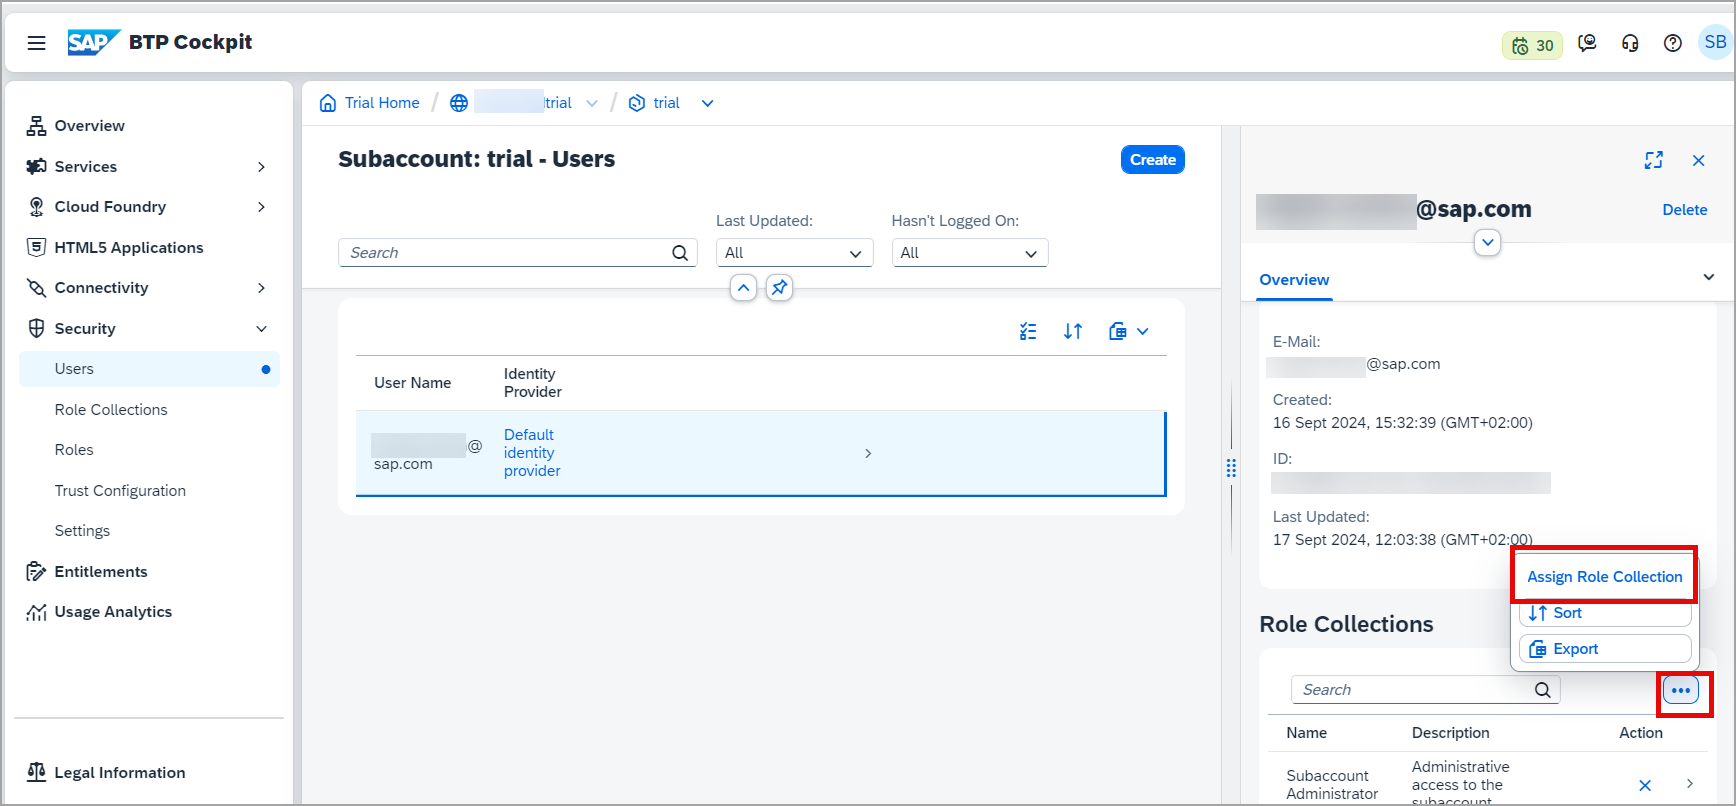 SAP BTP Cockpit
30
SB
Overview
Services
Cloud Foundry
HTML5 Applications
Connectivity
Security
Users
Role Collections
Roles
Trust Configuration
Settings
Entitlements
Usage Analytics
Legal Information
Trial Home / trial / trial
Subaccount: trial - Users
Create
Last Updated:
Hasn't Logged On:
Search
All
All
User Name
Identity
Provider
@
sap.com
Default
identity
provider
@sap.com
Delete
Overview
E-Mail:
@sap.com
Created:
16 Sept 2024, 15:32:39 (GMT+02:00)
ID:
Last Updated:
17 Sept 2024, 12:03:38 (GMT+02:00)
Assign Role Collection
Sort
Export
Role Collections
Search
Name
Description
Action
Subaccount
Administrator
Administrative
access to the
subaccount